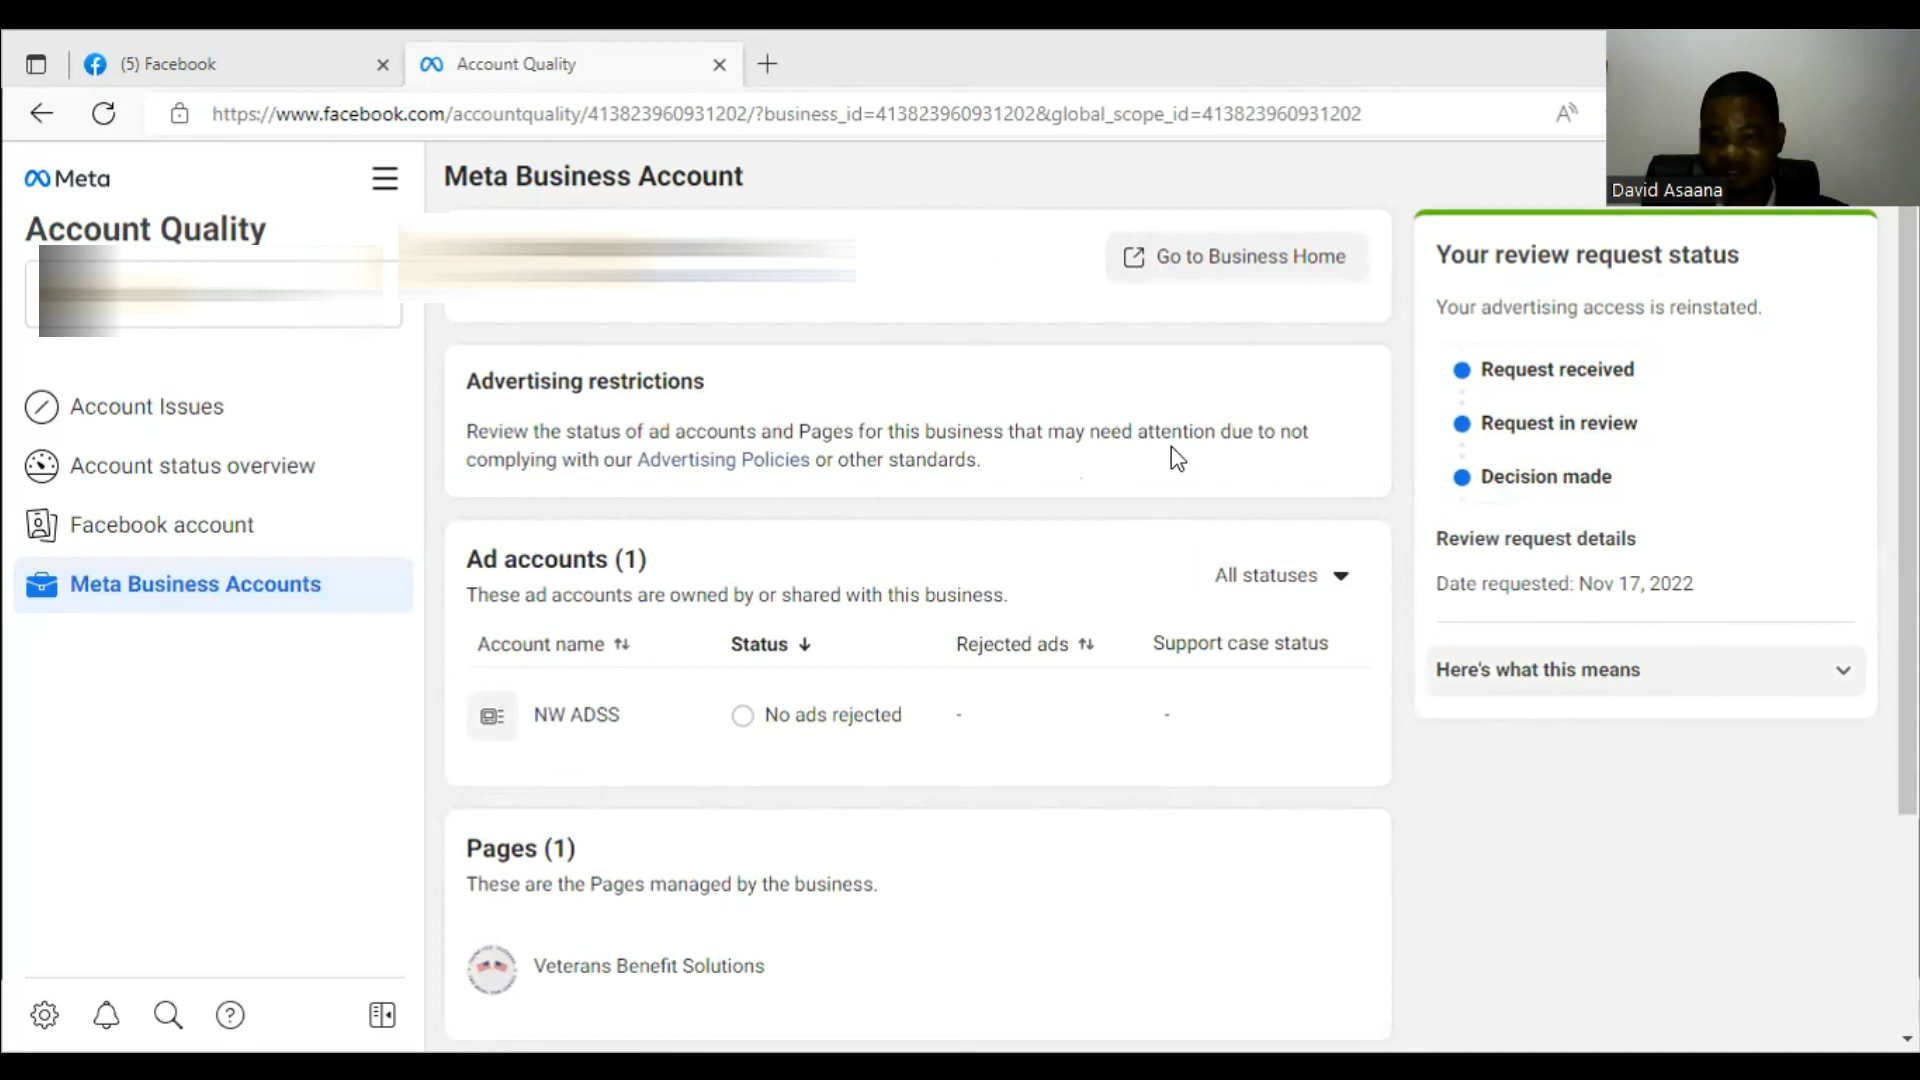 (5) Facebook
Account Quality
https://www.facebook.com/accountquality/413823960931202/?business_id=413823960931202&global_scope_id=413823960931202
David Asaana
Meta
Account Quality
Account Issues
Account status overview
Facebook account
Meta Business Accounts
Meta Business Account
Go to Business Home
Advertising restrictions
Review the status of ad accounts and Pages for this business that may need attention due to not
complying with our Advertising Policies or other standards.
Ad accounts (1)
These ad accounts are owned by or shared with this business.
All statuses
Account name Status Rejected ads Support case status
NW ADSS No ads rejected - -
Pages (1)
These are the Pages managed by the business.
Veterans Benefit Solutions
Your review request status
Your advertising access is reinstated.
Request received
Request in review
Decision made
Review request details
Date requested: Nov 17, 2022
Here's what this means